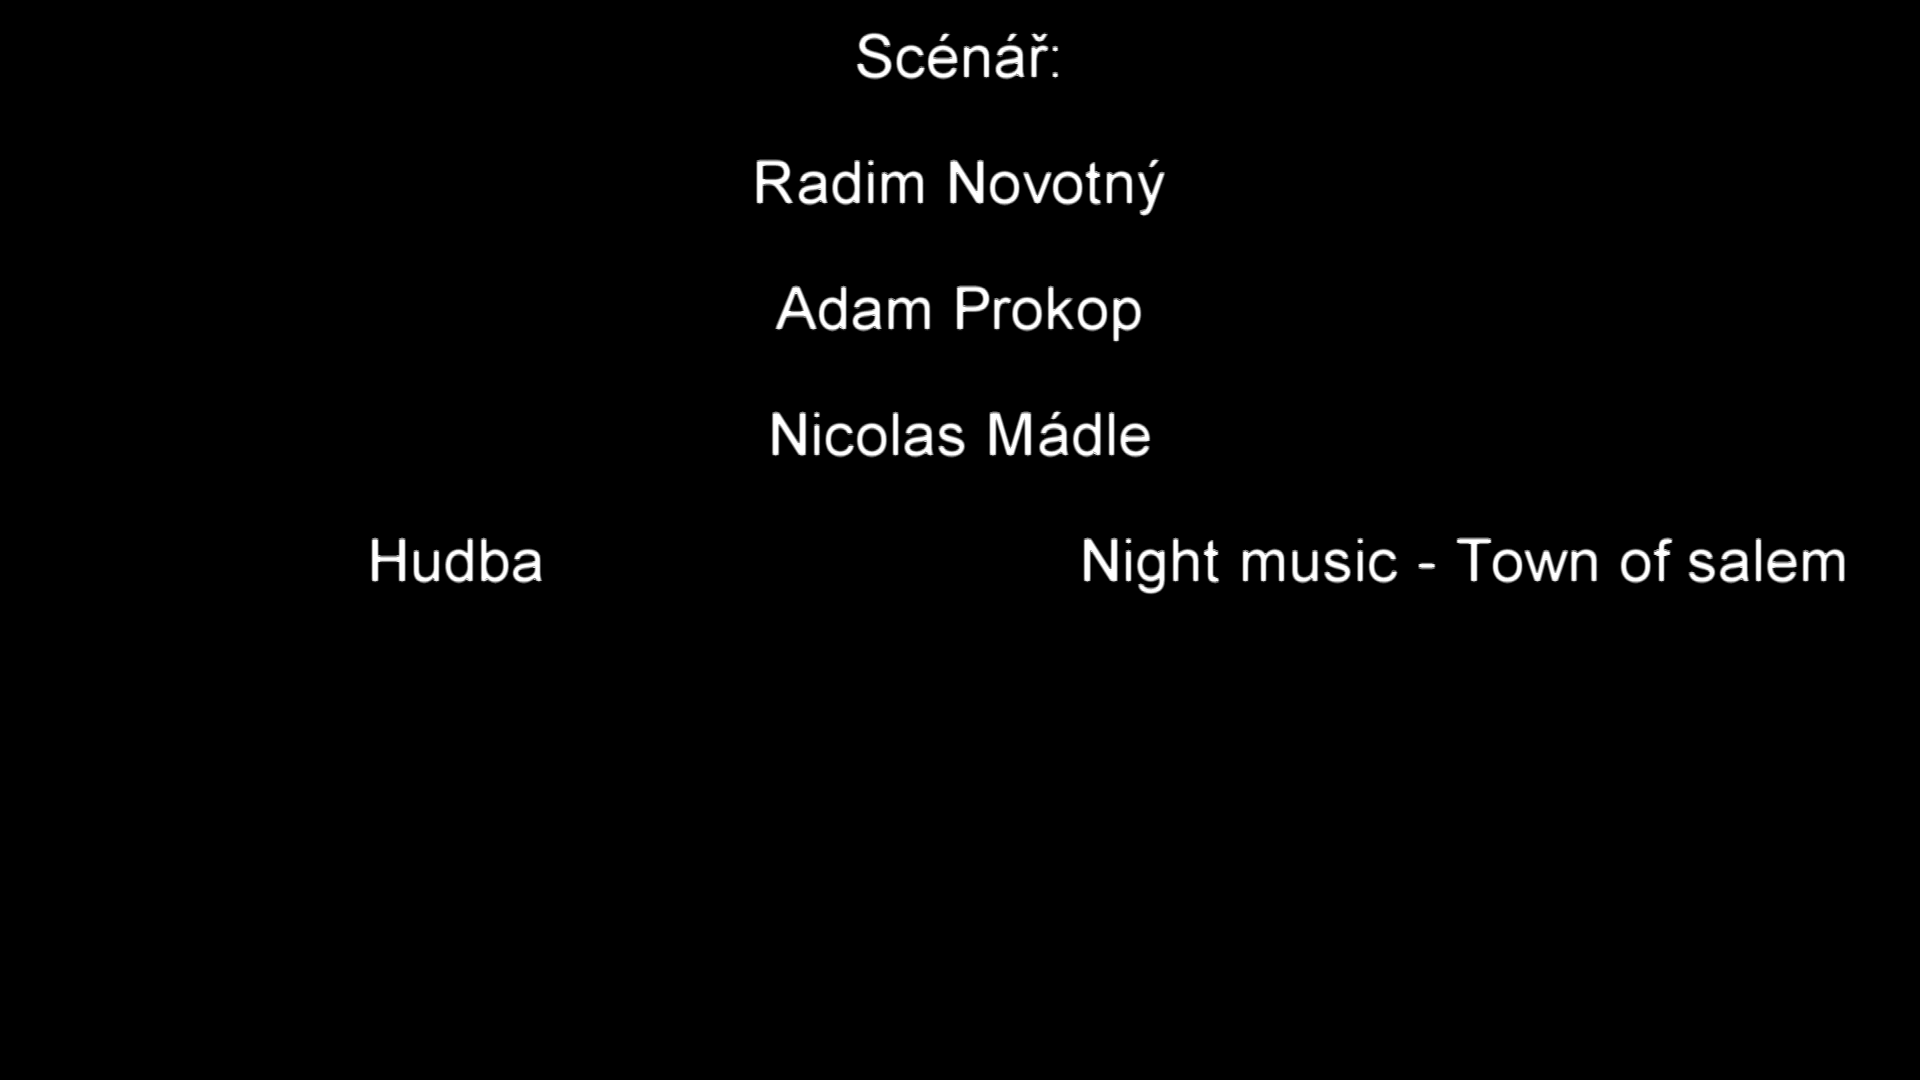 Scénář:
Radim Novotný
Adam Prokop
Nicolas Mádle
Hudba Night music - Town of salem